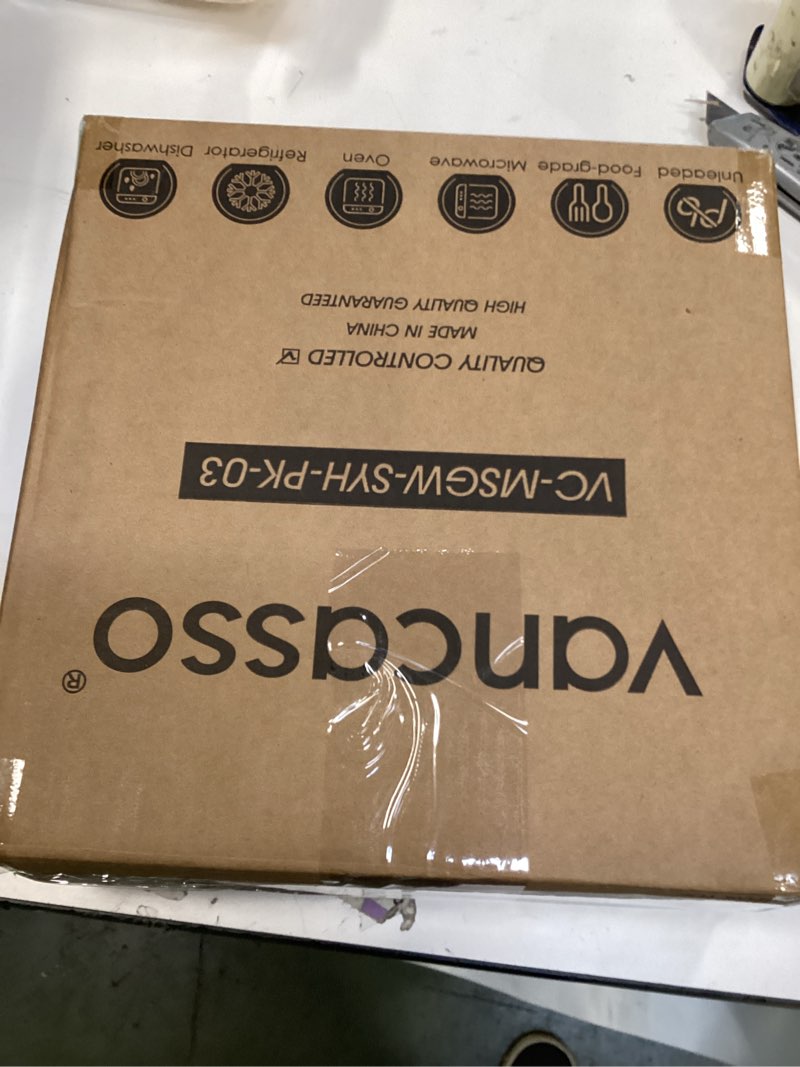 vancasso®
VC-MSGW-SYH-PK-03
QUALITY CONTROLLED ☑
MADE IN CHINA
HIGH QUALITY GUARANTEED
Pb
Unleaded Food-grade Microwave Oven Refrigerator Dishwasher